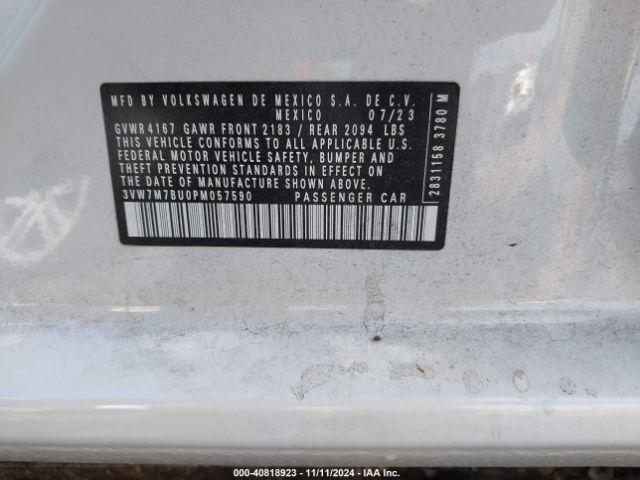 MFD BY VOLKSWAGEN DE MEXICO S.A. DE C.V.
MEXICO 07/23
GVWR 4167 GAWR FRONT 2183 / REAR 2094 LBS
THIS VEHICLE CONFORMS TO ALL APPLICABLE U.S.
FEDERAL MOTOR VEHICLE SAFETY, BUMPER AND
THEFT PREVENTION STANDARDS IN EFFECT ON
THE DATE OF MANUFACTURE SHOWN ABOVE.
3VW7M7BU0PM057590 PASSENGER CAR
2831158 3780 M
00-40818923 - 11/11/2024 - Copyright © IAA, Inc.